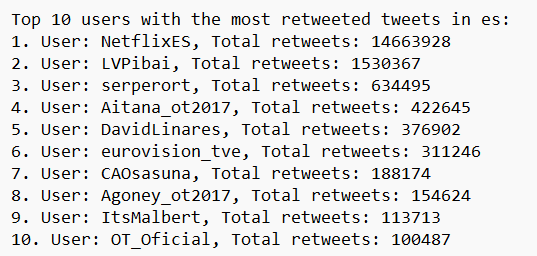 Top 10 users with the most retweeted tweets in es:
1. User: NetflixES, Total retweets: 14663928
2. User: LVPibai, Total retweets: 1530367
3. User: serperort, Total retweets: 634495
4. User: Aitana_ot2017, Total retweets: 422645
5. User: DavidLinares, Total retweets: 376902
6. User: eurovision_tve, Total retweets: 311246
7. User: CAOsasuna, Total retweets: 188174
8. User: Agoney_ot2017, Total retweets: 154624
9. User: ItsMalbert, Total retweets: 113713
10. User: OT_Oficial, Total retweets: 100487